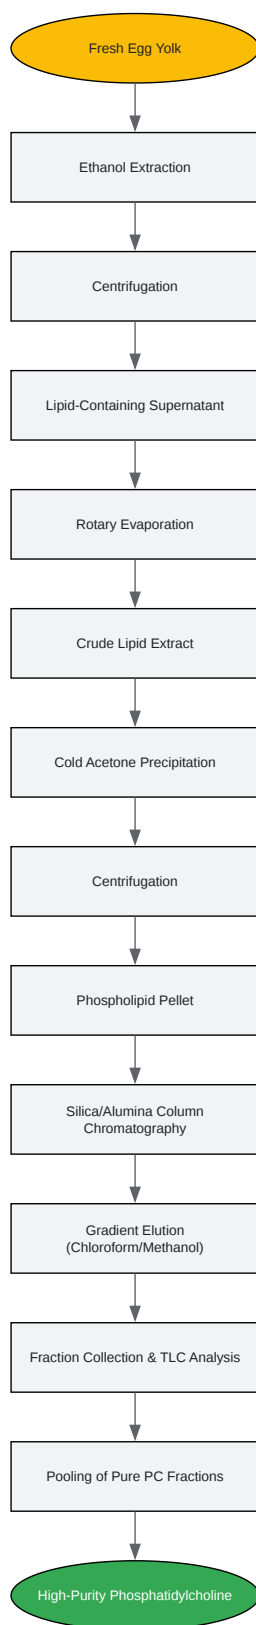 Fresh Egg Yolk
Ethanol Extraction
Centrifugation
Lipid-Containing Supernatant
Rotary Evaporation
Crude Lipid Extract
Cold Acetone Precipitation
Centrifugation
Phospholipid Pellet
Silica/Alumina Column
Chromatography
Gradient Elution
(Chloroform/Methanol)
Fraction Collection & TLC Analysis
Pooling of Pure PC Fractions
High-Purity Phosphatidylcholine